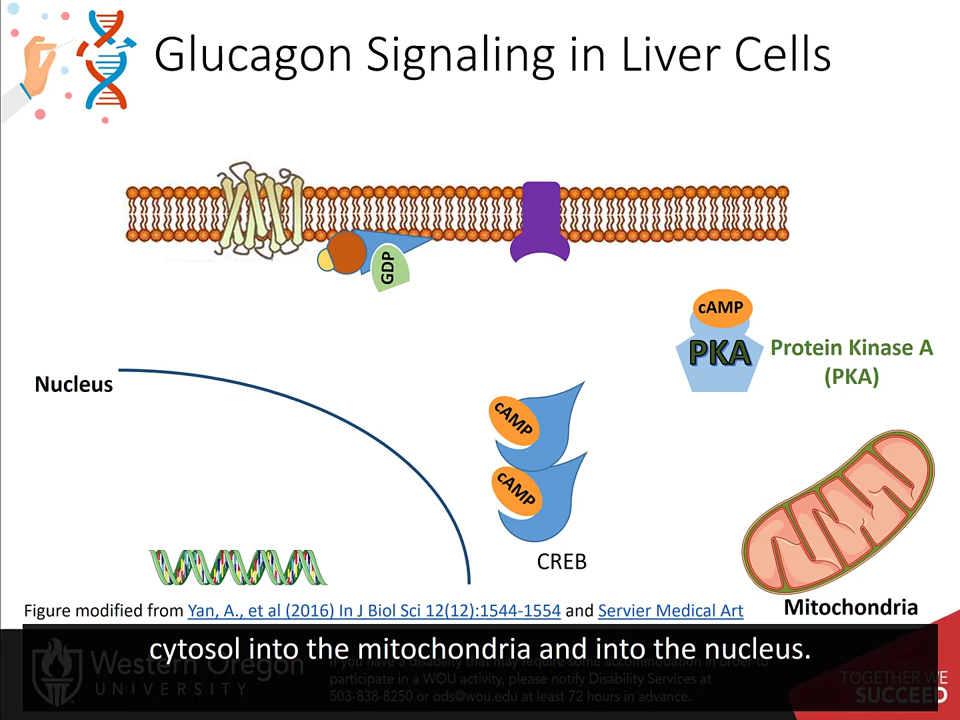 Glucagon Signaling in Liver Cells
GDP
cAMP
PKA
Protein Kinase A
(PKA)
Nucleus
cAMP
cAMP
CREB
Figure modified from Yan, A., et al (2016) In J Biol Sci 12(12):1544-1554 and Servier Medical Art
Mitochondria
cytosol into the mitochondria and into the nucleus.
Western Oregon
UNIVERSITY
If you have a disability that may require some accommodation in order to
participate in a WOU activity, please notify Disability Services at
503-838-8250 or ods@wou.edu at least 72 hours in advance.
TOGETHER WE
SUCCEED